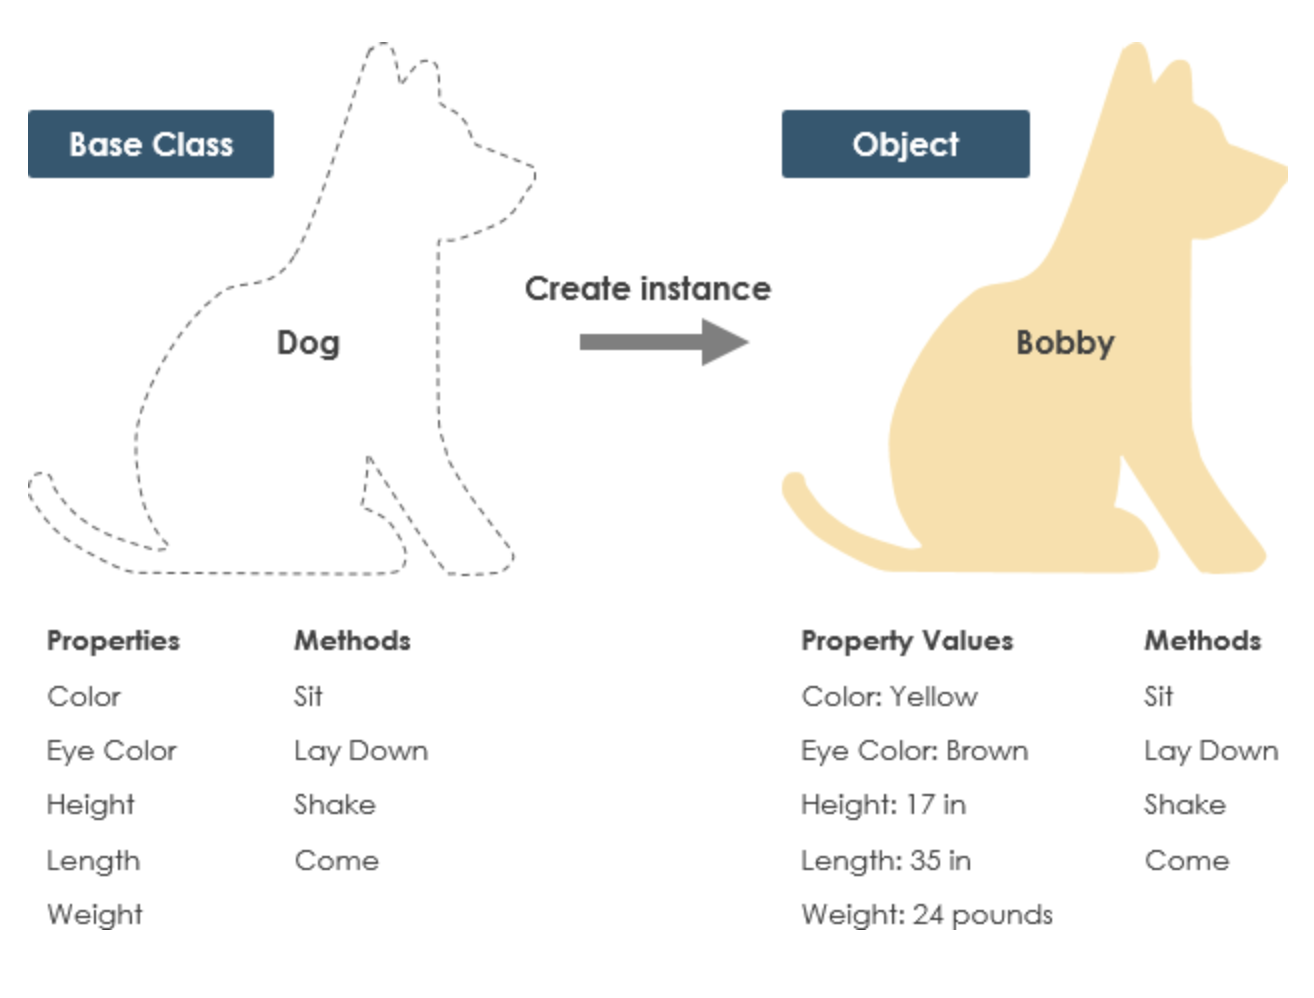 Base Class
Object
Create instance
Dog
Bobby
Properties Methods Property Values Methods
Color Sit Color: Yellow Sit
Eye Color Lay Down Eye Color: Brown Lay Down
Height Shake Height: 17 in Shake
Length Come Length: 35 in Come
Weight Weight: 24 pounds